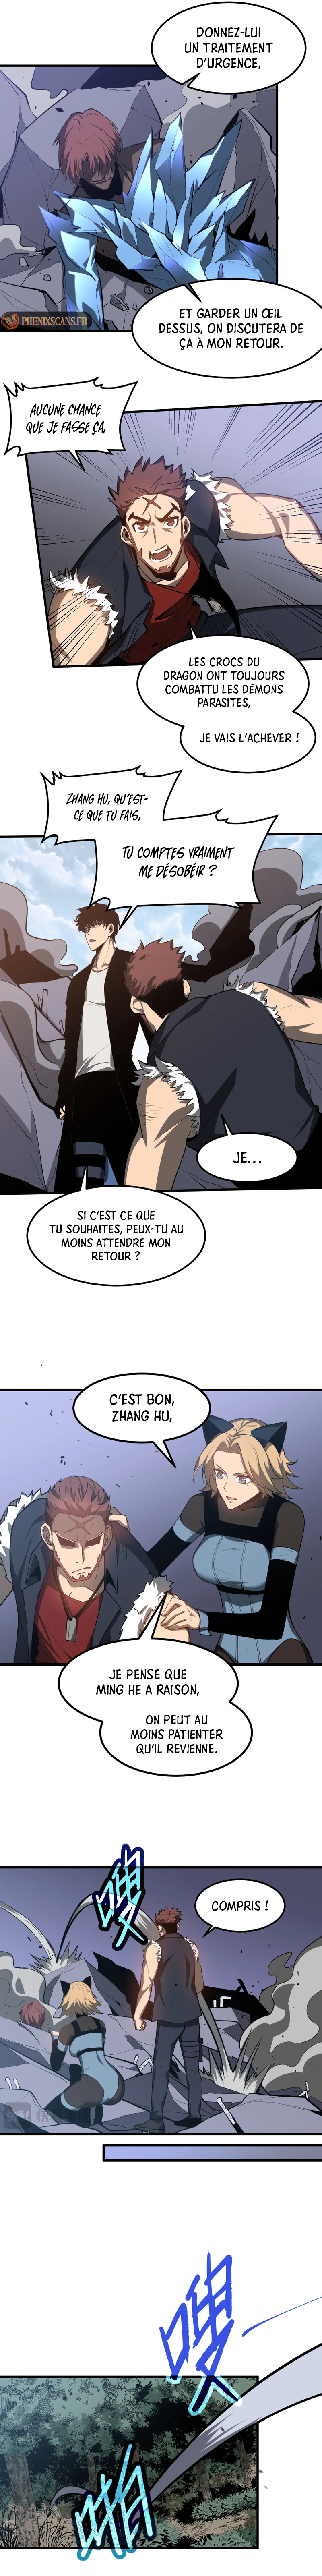 DONNEZ-LUI
UN TRAITEMENT
D'URGENCE,
ET GARDER UN ŒIL
DESSUS, ON DISCUTERA DE
ÇA À MON RETOUR.
PHENIXSCANS.FR
AUCUNE CHANCE
QUE JE FASSE ÇA,
LES CROCS DU
DRAGON ONT TOUJOURS
COMBATTU LES DÉMONS
PARASITES,
JE VAIS L'ACHEVER !
ZHANG HU, QU'EST-
CE QUE TU FAIS,
TU COMPTES VRAIMENT
ME DÉSOBÉIR ?
JE...
SI C'EST CE QUE
TU SOUHAITES, PEUX-TU AU
MOINS ATTENDRE MON
RETOUR ?
C'EST BON,
ZHANG HU,
JE PENSE QUE
MING HE A RAISON,
ON PEUT AU
MOINS PATIENTER
QU'IL REVIENNE.
COMPRIS !